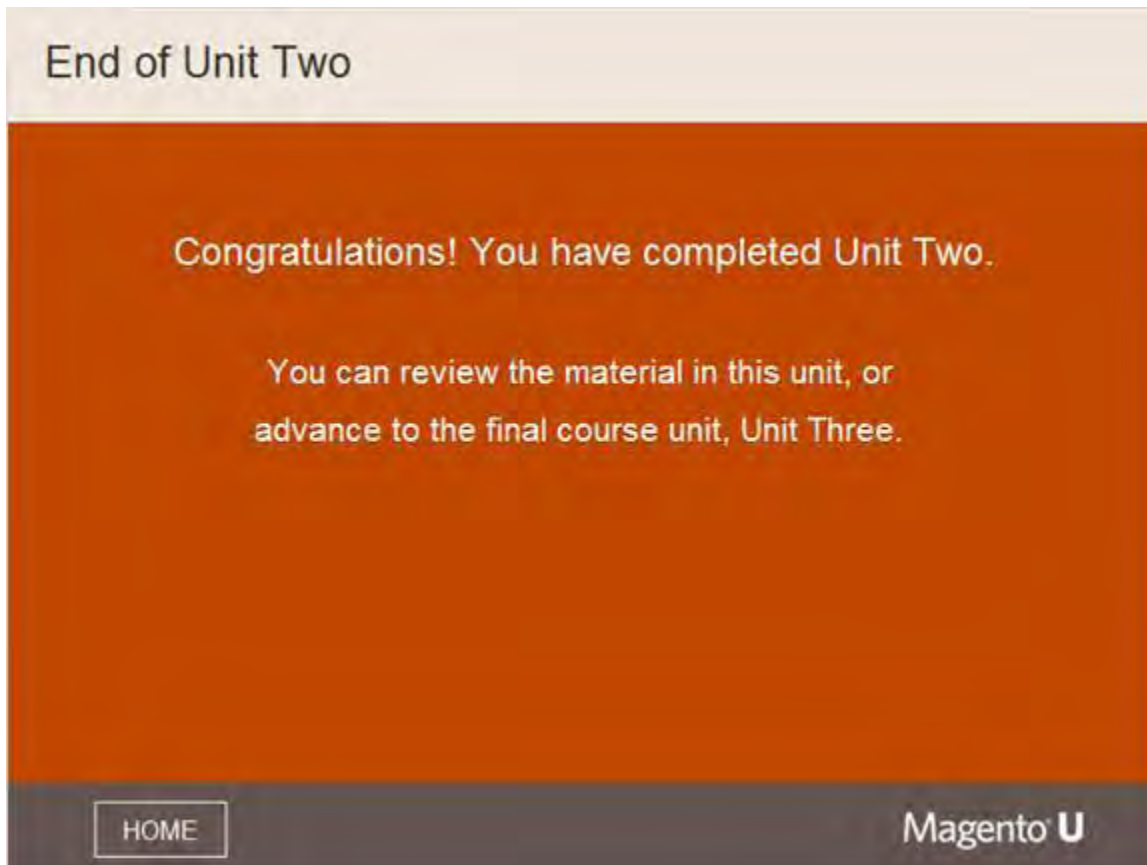 End of Unit Two
Congratulations! You have completed Unit Two.
You can review the material in this unit, or
advance to the final course unit, Unit Three.
HOME
Magento U